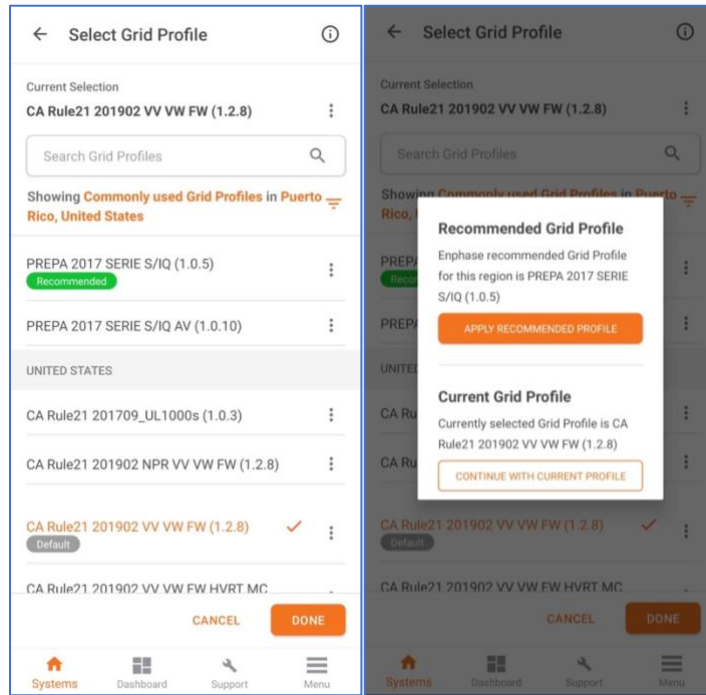 Select Grid Profile
Current Selection
CA Rule21 201902 VV VW FW (1.2.8)
Search Grid Profiles
Showing Commonly used Grid Profiles in Puerto
Rico, United States
PREPA 2017 SERIE S/IQ (1.0.5)
Recommended
PREPA 2017 SERIE S/IQ AV (1.0.10)
UNITED STATES
CA Rule21 201709_UL1000s (1.0.3)
CA Rule21 201902 NPR VV VW FW (1.2.8)
CA Rule21 201902 VV VW FW (1.2.8)
Default
CA Rule21 201902 VV VW FW HVRT MC
CANCEL DONE
Systems Dashboard Support Menu
Select Grid Profile
Current Selection
CA Rule21 201902 VV VW FW (1.2.8)
Search Grid Profiles
Showing Commonly used Grid Profiles in Puerto
Rico,
Recommended Grid Profile
Enphase recommended Grid Profile
for this region is PREPA 2017 SERIE
S/IQ (1.0.5)
APPLY RECOMMENDED PROFILE
Current Grid Profile
Currently selected Grid Profile is CA
Rule21 201902 VV VW FW (1.2.8)
CONTINUE WITH CURRENT PROFILE
PREPA
Recor
PREPA
UNITED
CA Ru
CA Ru
CA Rule21 201902 VV VW FW (1.2.8)
Default
CA Rule21 201902 VV VW FW HVRT MC
CANCEL DONE
Systems Dashboard Support Menu